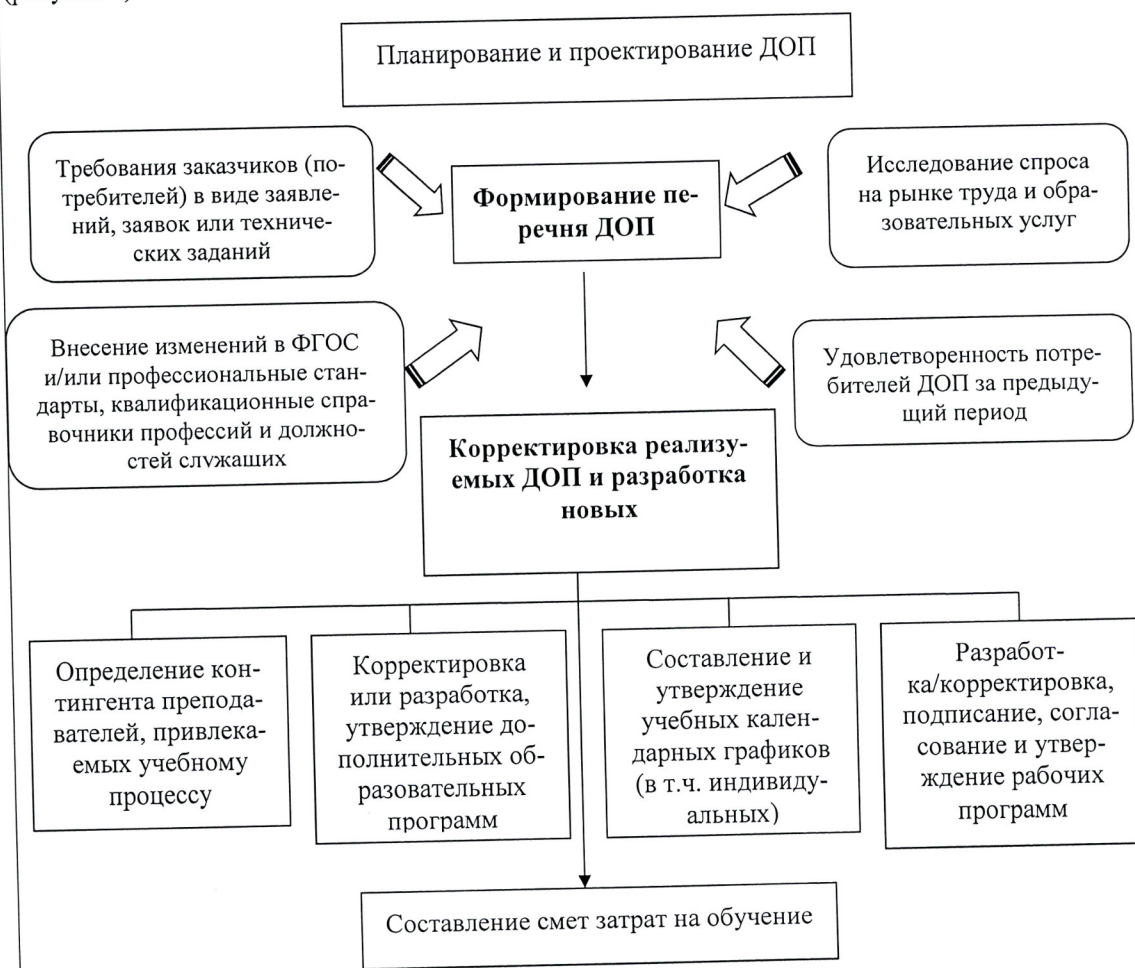 Планирование и проектирование ДОП
Требования заказчиков (по-
требителей) в виде заявле-
ний, заявок или техниче-
ских заданий
Формирование пе-
речня ДОП
Исследование спроса
на рынке труда и обра-
зовательных услуг
Внесение изменений в ФГОС
и/или профессиональные стан-
дарты, квалификационные спра-
вочники профессий и должно-
стей служащих
Удовлетворенность потре-
бителей ДОП за предыду-
щий период
Корректировка реализу-
емых ДОП и разработка
новых
Определение кон-
тингента препода-
вателей, привлека-
емых учебному
процессу
Корректировка
или разработка,
утверждение до-
полнительных об-
разовательных
программ
Составление и
утверждение
учебных кален-
дарных графиков
(в т.ч. индивиду-
альных)
Разработ-
ка/корректировка,
подписание, согла-
сование и утвер-
ждение рабочих
программ
Составление смет затрат на обучение